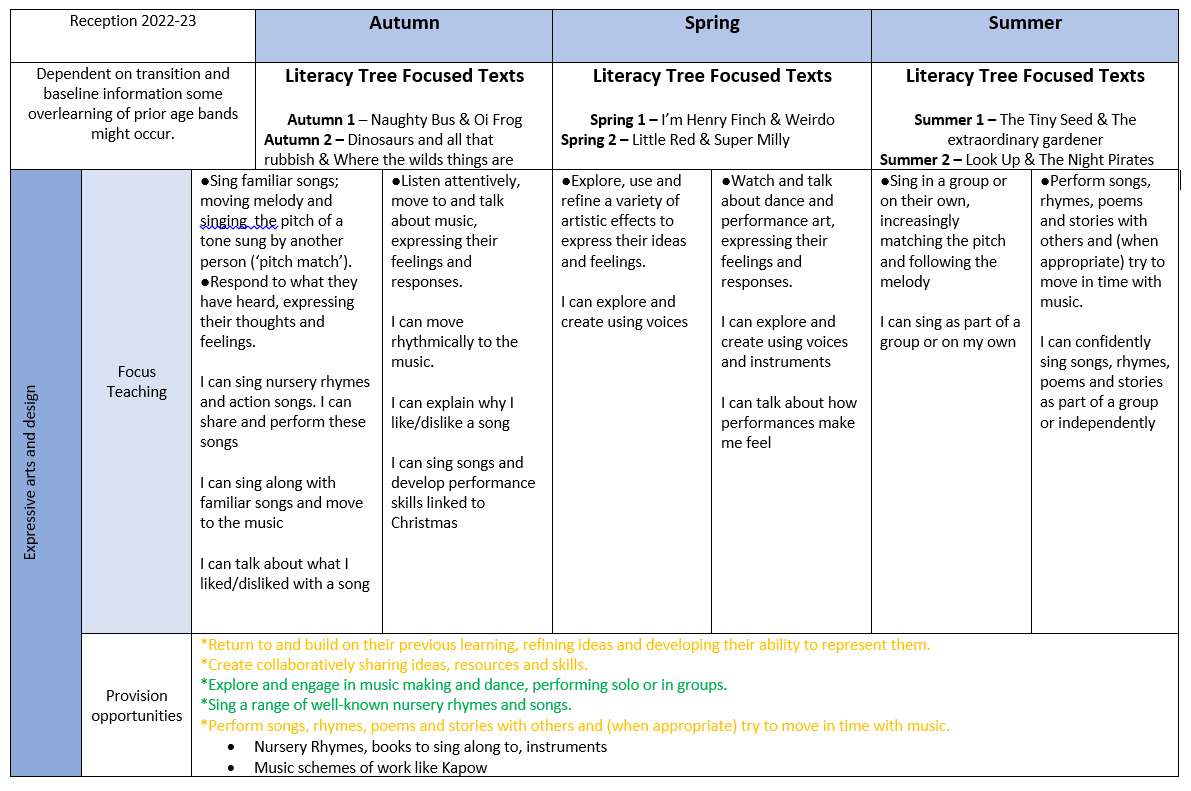 Reception 2022-23
Autumn
Spring
Summer
Dependent on transition and
baseline information some
overlearning of prior age bands
might occur.
Literacy Tree Focused Texts
Autumn 1 – Naughty Bus & Oi Frog
Autumn 2 – Dinosaurs and all that
rubbish & Where the wilds things are
Literacy Tree Focused Texts
Spring 1 – I'm Henry Finch & Weirdo
Spring 2 – Little Red & Super Milly
Literacy Tree Focused Texts
Summer 1 – The Tiny Seed & The
extraordinary gardener
Summer 2 – Look Up & The Night Pirates
Expressive arts and design
Focus
Teaching
●Sing familiar songs;
moving melody and
singing  the pitch of a
tone sung by another
person ('pitch match').
●Respond to what they
have heard, expressing
their thoughts and
feelings.
I can sing nursery rhymes
and action songs. I can
share and perform these
songs
I can sing along with
familiar songs and move
to the music
I can talk about what I
liked/disliked with a song
●Listen attentively,
move to and talk
about music,
expressing their
feelings and
responses.
I can move
rhythmically to the
music.
I can explain why I
like/dislike a song
I can sing songs and
develop performance
skills linked to
Christmas
●Explore, use and
refine a variety of
artistic effects to
express their ideas
and feelings.
I can explore and
create using voices
●Watch and talk
about dance and
performance art,
expressing their
feelings and
responses.
I can explore and
create using voices
and instruments
I can talk about how
performances make
me feel
●Sing in a group or
on their own,
increasingly
matching the pitch
and following the
melody
I can sing as part of a
group or on my own
●Perform songs,
rhymes, poems
and stories with
others and (when
appropriate) try to
move in time with
music.
I can confidently
sing songs, rhymes,
poems and stories
as part of a group
or independently
Provision
opportunities
*Return to and build on their previous learning, refining ideas and developing their ability to represent them.
*Create collaboratively sharing ideas, resources and skills.
*Explore and engage in music making and dance, performing solo or in groups.
*Sing a range of well-known nursery rhymes and songs.
*Perform songs, rhymes, poems and stories with others and (when appropriate) try to move in time with music.
• Nursery Rhymes, books to sing along to, instruments
• Music schemes of work like Kapow